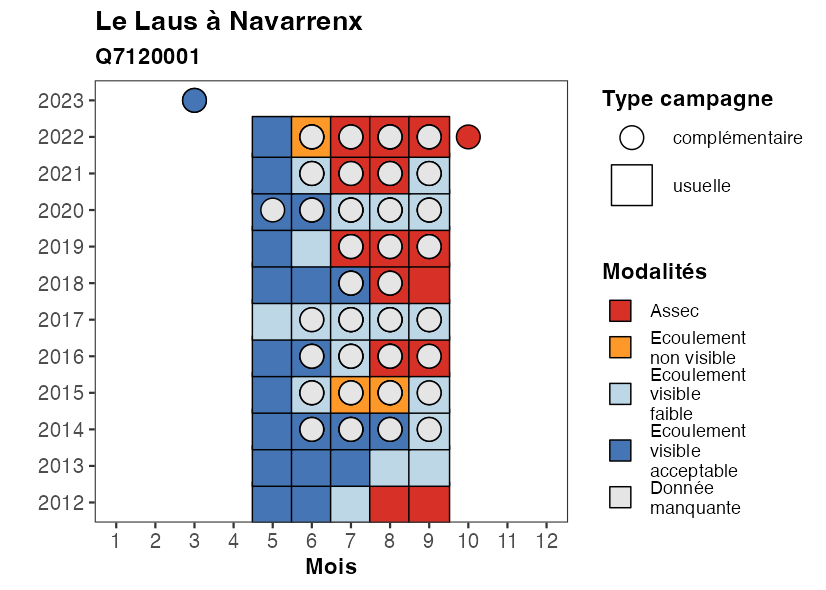 Le Laus à Navarrenx
Q7120001
2023
2022
2021
2020
2019
2018
2017
2016
2015
2014
2013
2012
1 2 3 4 5 6 7 8 9 10 11 12
Mois
Type campagne
complémentaire
usuelle
Modalités
Assec
Ecoulement
non visible
Ecoulement
visible
faible
Ecoulement
visible
acceptable
Donnée
manquante